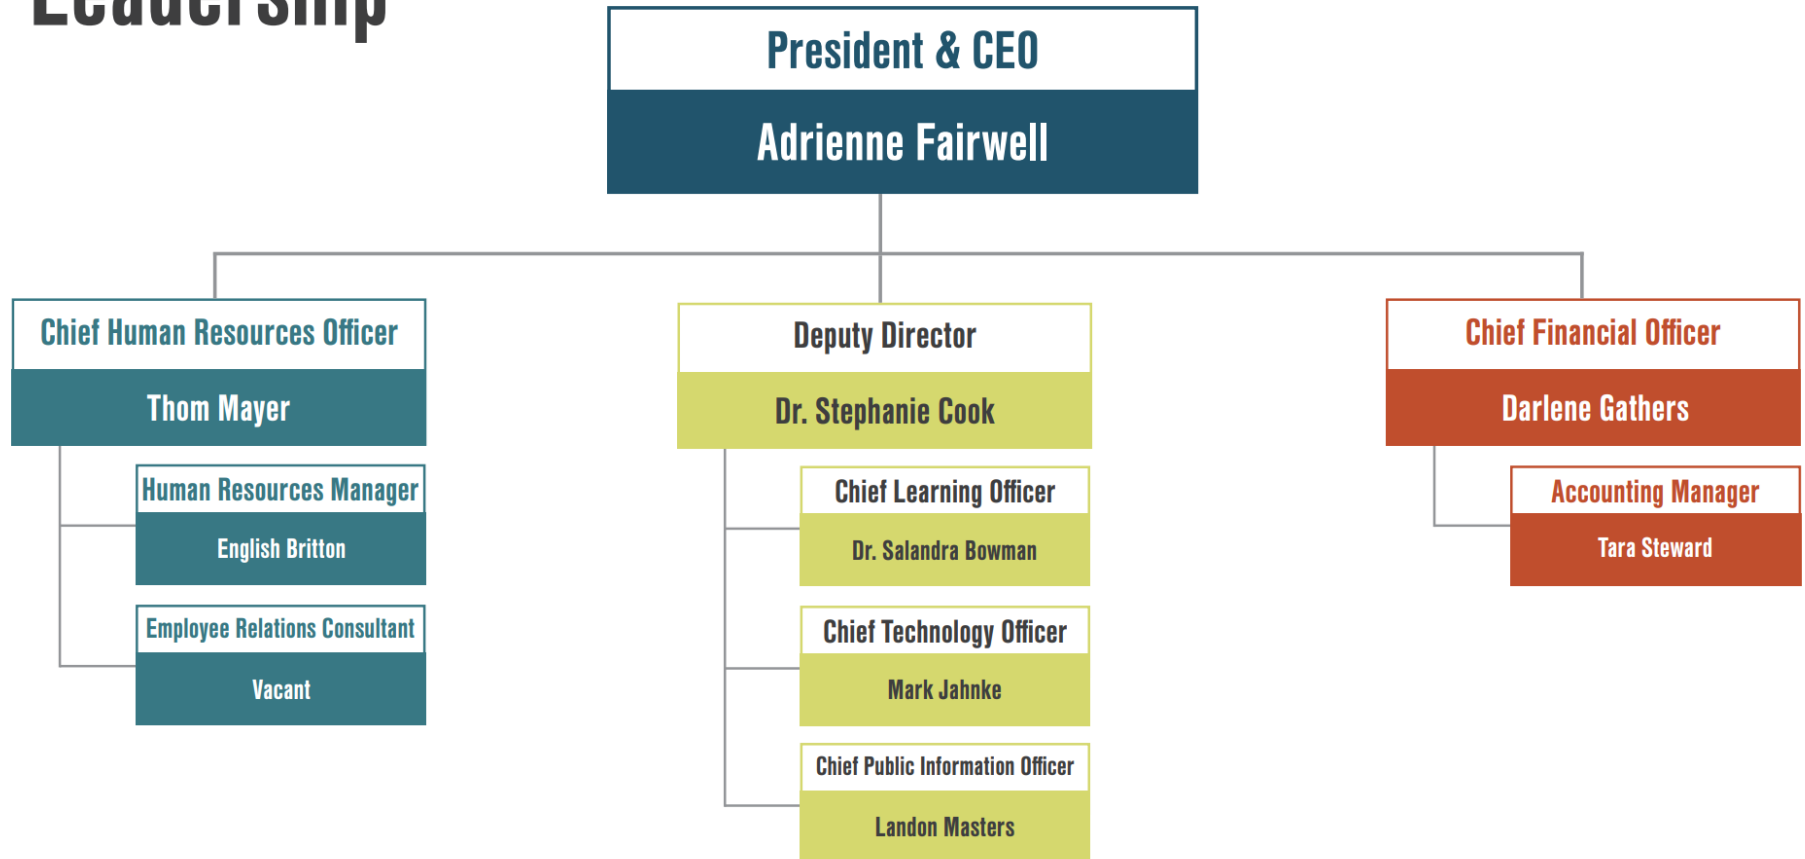 Leadership
President & CEO
Adrienne Fairwell
Chief Human Resources Officer
Thom Mayer
Human Resources Manager
English Britton
Employee Relations Consultant
Vacant
Deputy Director
Dr. Stephanie Cook
Chief Learning Officer
Dr. Salandra Bowman
Chief Technology Officer
Mark Jahnke
Chief Public Information Officer
Landon Masters
Chief Financial Officer
Darlene Gathers
Accounting Manager
Tara Steward